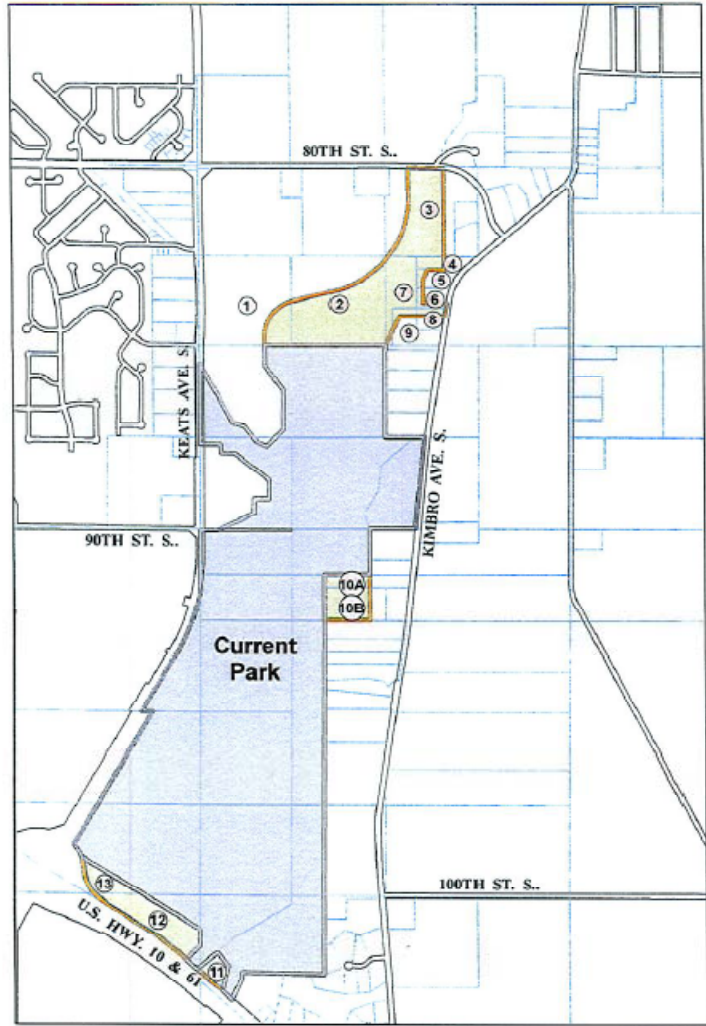 80TH ST. S..
3
4
5
1
2
7
6
8
9
KEATS AVE. S.
KIMBRO AVE. S.
90TH ST. S..
10A
10B
Current
Park
13
100TH ST. S..
12
U.S. HWY. 10 & 61
11